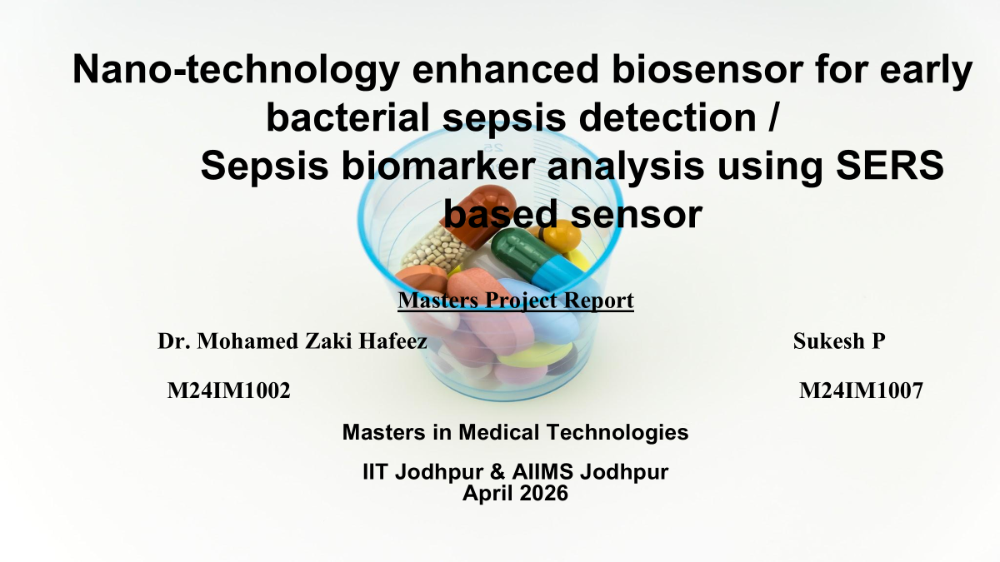 Nano-technology enhanced biosensor for early
bacterial sepsis detection /
Sepsis biomarker analysis using SERS
based sensor
Masters Project Report
Dr. Mohamed Zaki Hafeez Sukesh P
M24IM1002 M24IM1007
Masters in Medical Technologies
IIT Jodhpur & AIIMS Jodhpur
April 2026